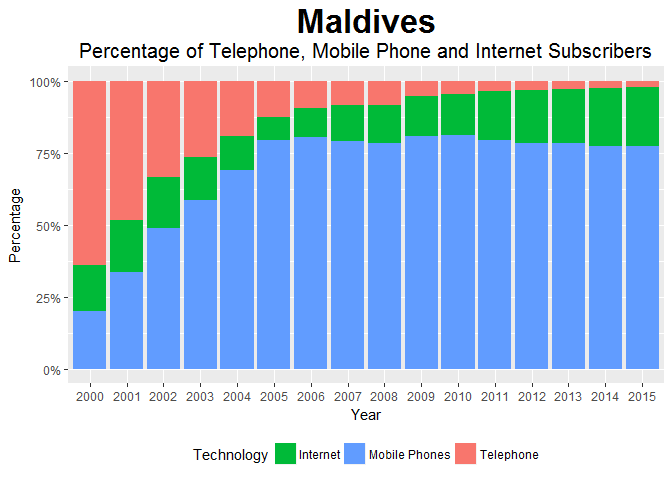 Maldives
Percentage of Telephone, Mobile Phone and Internet Subscribers
100%
75%
50%
25%
0%
Percentage
2000 2001 2002 2003 2004 2005 2006 2007 2008 2009 2010 2011 2012 2013 2014 2015
Year
Technology Internet Mobile Phones Telephone